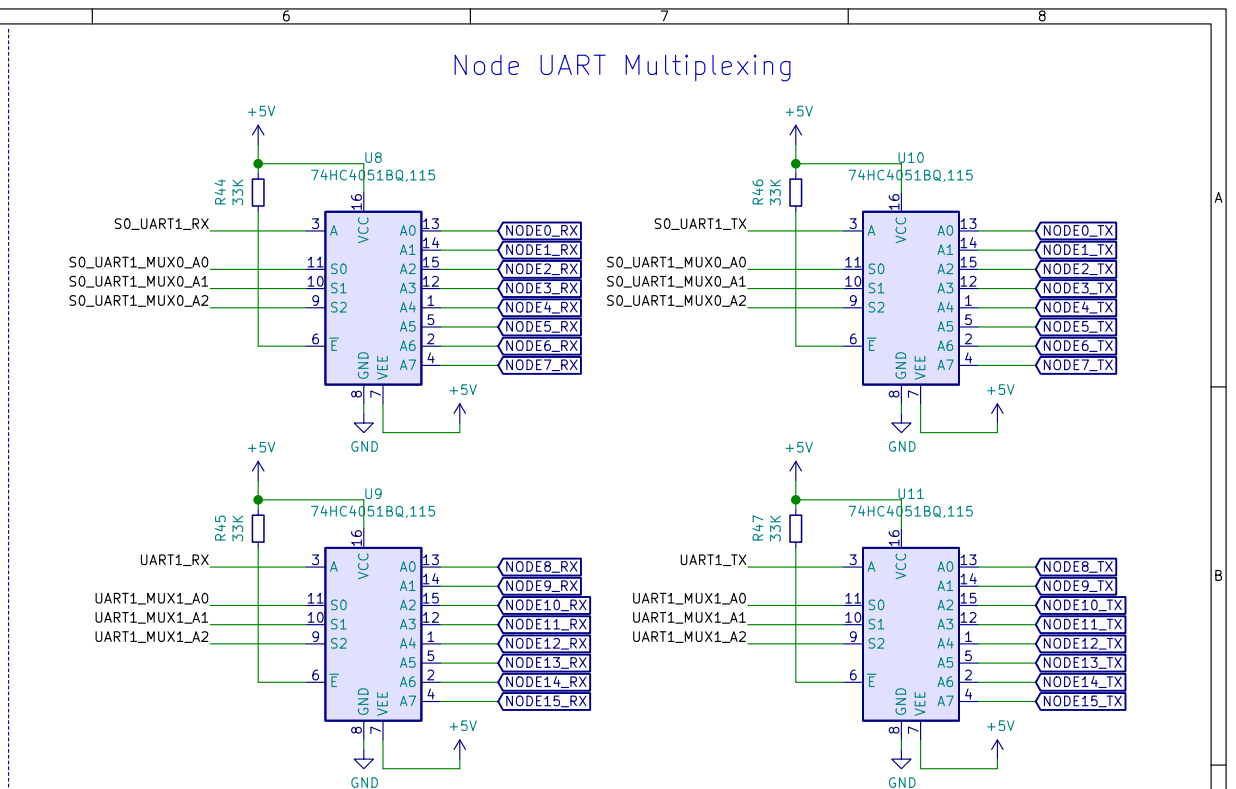 6 7 8
Node UART Multiplexing
A
B
+5V
U8
74HC4051BQ,115
R44
33K
16
VCC
S0_UART1_RX 3 A A0 13 NODE0_RX
A1 14 NODE1_RX
S0_UART1_MUX0_A0 11 S0 A2 15 NODE2_RX
S0_UART1_MUX0_A1 10 S1 A3 12 NODE3_RX
S0_UART1_MUX0_A2 9 S2 A4 1 NODE4_RX
A5 5 NODE5_RX
6 E A6 2 NODE6_RX
A7 4 NODE7_RX
GND VEE
8 7
+5V
GND
+5V
U10
74HC4051BQ,115
R46
33K
16
VCC
S0_UART1_TX 3 A A0 13 NODE0_TX
A1 14 NODE1_TX
S0_UART1_MUX0_A0 11 S0 A2 15 NODE2_TX
S0_UART1_MUX0_A1 10 S1 A3 12 NODE3_TX
S0_UART1_MUX0_A2 9 S2 A4 1 NODE4_TX
A5 5 NODE5_TX
6 E A6 2 NODE6_TX
A7 4 NODE7_TX
GND VEE
8 7
+5V
GND
+5V
U9
74HC4051BQ,115
R45
33K
16
VCC
UART1_RX 3 A A0 13 NODE8_RX
A1 14 NODE9_RX
UART1_MUX1_A0 11 S0 A2 15 NODE10_RX
UART1_MUX1_A1 10 S1 A3 12 NODE11_RX
UART1_MUX1_A2 9 S2 A4 1 NODE12_RX
A5 5 NODE13_RX
6 E A6 2 NODE14_RX
A7 4 NODE15_RX
GND VEE
8 7
+5V
GND
+5V
U11
74HC4051BQ,115
R47
33K
16
VCC
UART1_TX 3 A A0 13 NODE8_TX
A1 14 NODE9_TX
UART1_MUX1_A0 11 S0 A2 15 NODE10_TX
UART1_MUX1_A1 10 S1 A3 12 NODE11_TX
UART1_MUX1_A2 9 S2 A4 1 NODE12_TX
A5 5 NODE13_TX
6 E A6 2 NODE14_TX
A7 4 NODE15_TX
GND VEE
8 7
+5V
GND